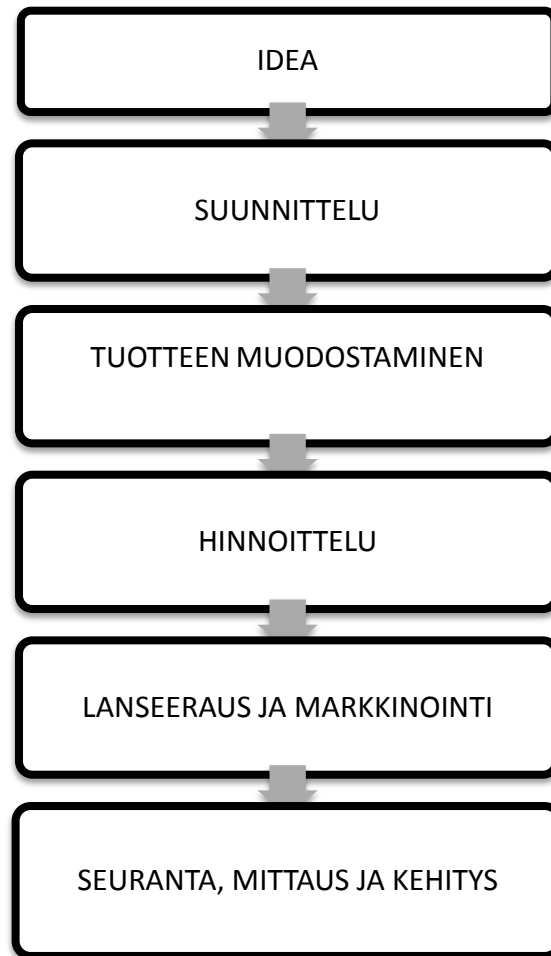 IDEA
SUUNNITTELU
TUOTTEEN MUODOSTAMINEN
HINNOITTELU
LANSEERAUS JA MARKKINOINTI
SEURANTA, MITTAUS JA KEHITYS